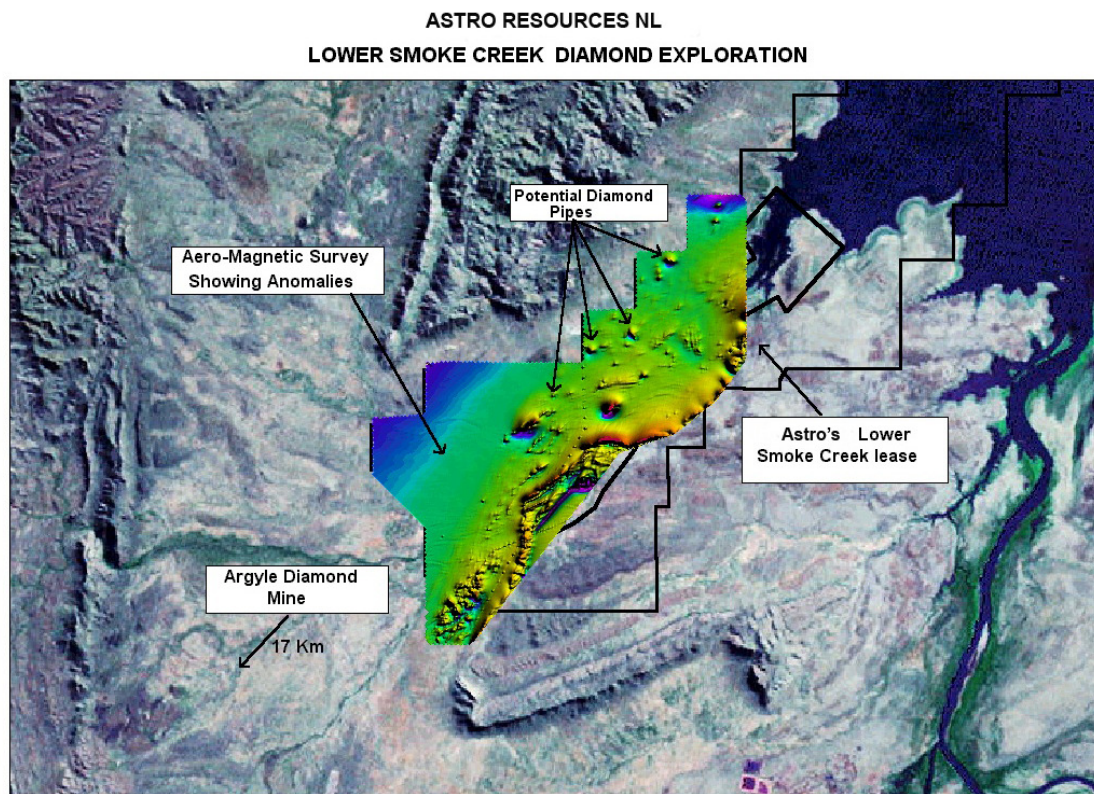 ASTRO RESOURCES NL
LOWER SMOKE CREEK DIAMOND EXPLORATION
Potential Diamond
Pipes
Aero-Magnetic Survey
Showing Anomalies
Astro's Lower
Smoke Creek lease
Argyle Diamond
Mine
17 Km